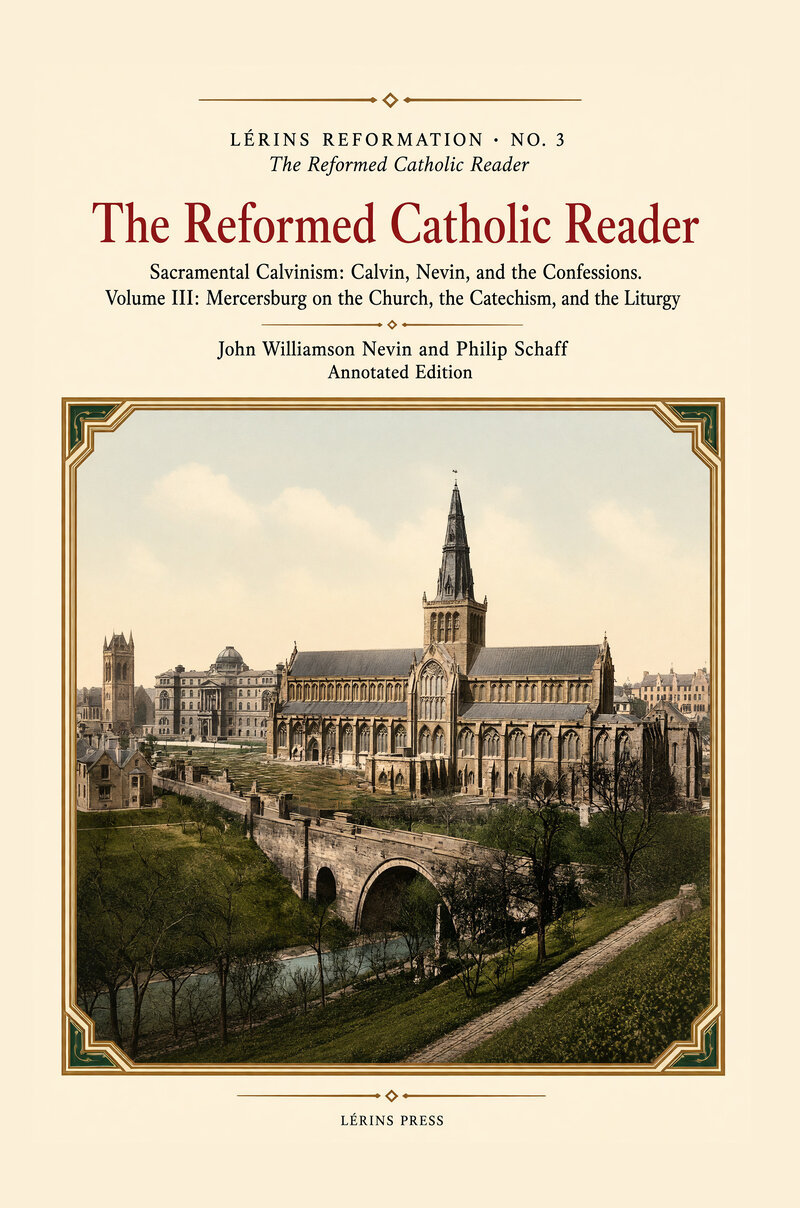 LÉRINS REFORMATION • NO. 3
The Reformed Catholic Reader
The Reformed Catholic Reader
Sacramental Calvinism: Calvin, Nevin, and the Confessions.
Volume III: Mercersburg on the Church, the Catechism, and the Liturgy
John Williamson Nevin and Philip Schaff
Annotated Edition
LÉRINS PRESS